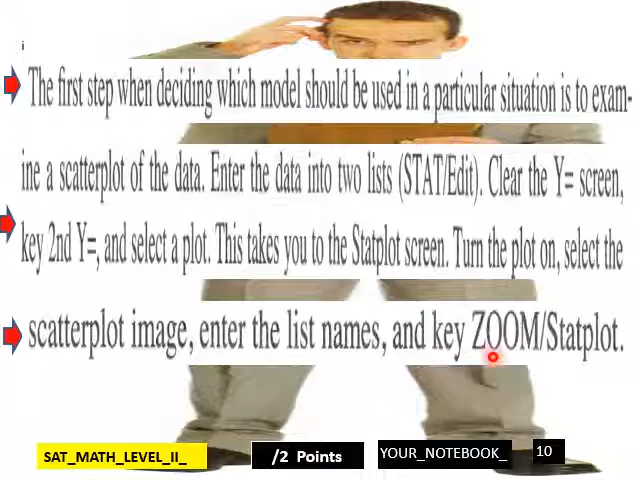 i
The first step when deciding which model should be used in a particular situation is to exam-
ine a scatterplot of the data. Enter the data into two lists (STAT/Edit). Clear the Y= screen,
key 2nd Y=, and select a plot. This takes you to the Statplot screen. Turn the plot on, select the
scatterplot image, enter the list names, and key ZOOM/Statplot.
SAT_MATH_LEVEL_II_
/2 Points
YOUR_NOTEBOOK_
10